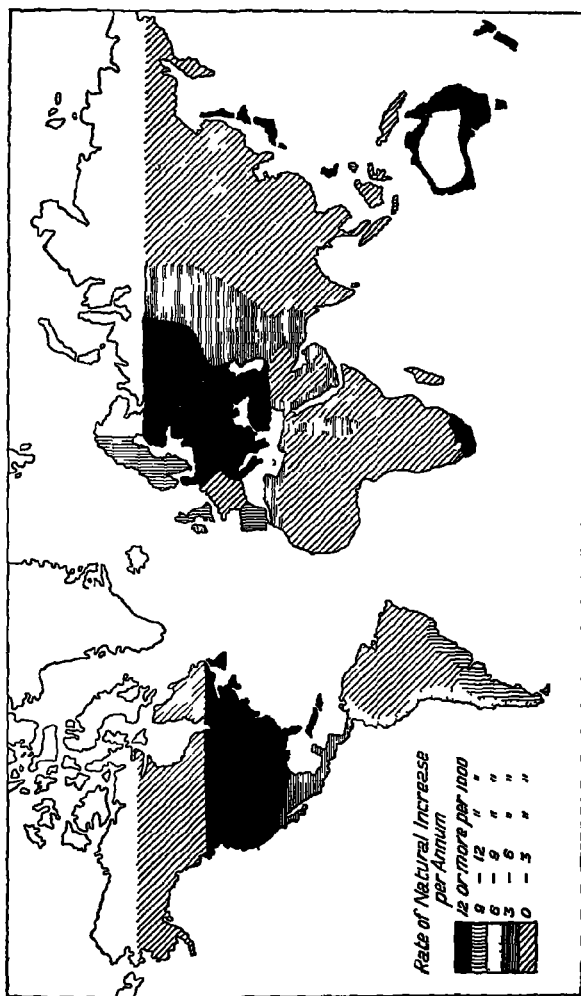 Rate of Natural Increase
per Annum
12 or more per 1000
9 – 12 " "
6 – 9 " "
3 – 6 " "
0 – 3 " "